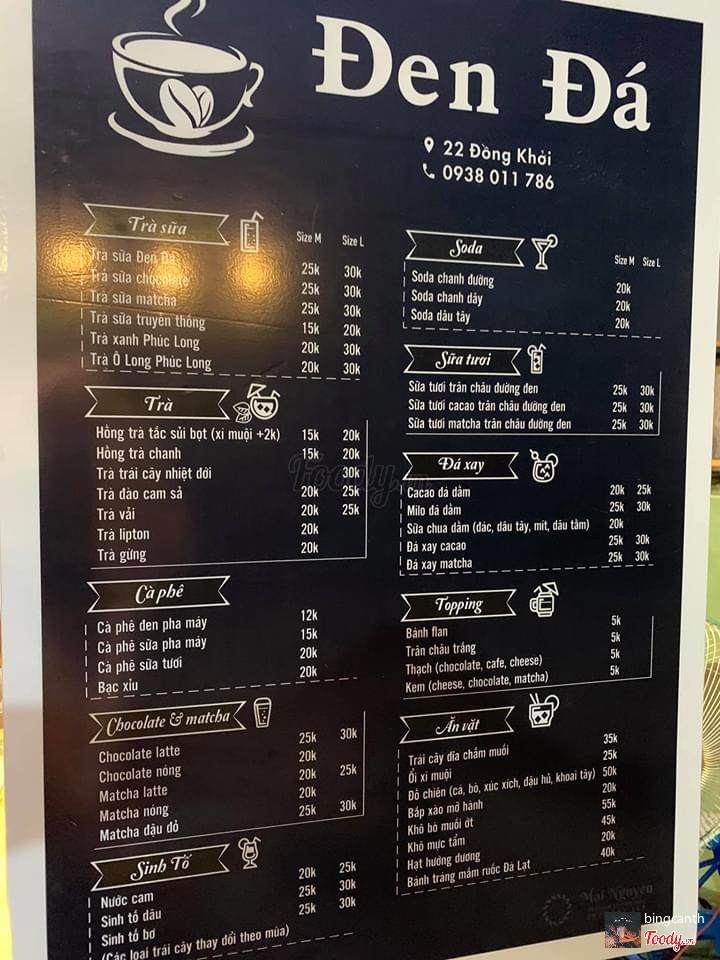 Đen Đá
22 Đồng Khởi
0938 011 786
Trà sữa Size M Size L
Trà sữa Đen Đá 25k 30k
Trà sữa chocolate 25k 30k
Trà sữa matcha 25k 30k
Trà sữa truyền thống 15k 20k
Trà xanh Phúc Long 20k 30k
Trà Ô Long Phúc Long 20k 30k
Trà
Hồng trà tắc sủi bọt (xí muội +2k) 15k 20k
Hồng trà chanh 15k 20k
Trà trái cây nhiệt đới 30k
Trà đào cam sả 20k 25k
Trà vải 20k 25k
Trà lipton 20k
Trà gừng 20k
Cà phê
Cà phê đen pha máy 12k
Cà phê sữa pha máy 15k
Cà phê sữa tươi 20k
Bạc xỉu 20k
Chocolate & matcha
Chocolate latte 25k 30k
Chocolate nóng 20k
Matcha latte 20k 25k
Matcha nóng 20k
Matcha đậu đỏ 25k 30k
Sinh Tố
Nước cam 20k 25k
Sinh tố dâu 25k 30k
Sinh tố bơ 25k 30k
(Các loại trái cây thay đổi theo mùa)
Soda Size M Size L
Soda chanh đường 20k
Soda chanh dây 20k
Soda dâu tây 20k
Sữa tươi
Sữa tươi trân châu đường đen 25k 30k
Sữa tươi cacao trân châu đường đen 25k 30k
Sữa tươi matcha trân châu đường đen 25k 30k
Đá xay
Cacao đá dầm 20k 25k
Milo đá dầm 25k 30k
Sữa chua dầm (đác, dâu tây, mít, dâu tằm) 20k
Đá xay cacao 25k 30k
Đá xay matcha 25k 30k
Topping
Bánh flan 5k
Trân châu trắng 5k
Thạch (chocolate, cafe, cheese) 5k
Kem (cheese, chocolate, matcha) 5k
Ăn vặt
Trái cây dĩa chấm muối 35k
Ổi xí muội 25k
Đồ chiên (cá, bò, xúc xích, đậu hủ, khoai tây) 50k
Bắp xào mỡ hành 20k
Khô bò muối ớt 55k
Khô mực tẩm 45k
Hạt hướng dương 20k
Bánh tráng mắm ruốc Đà Lạt 40k
Mai Nguyen
Foody.vn
bingcanth
Foody.vn